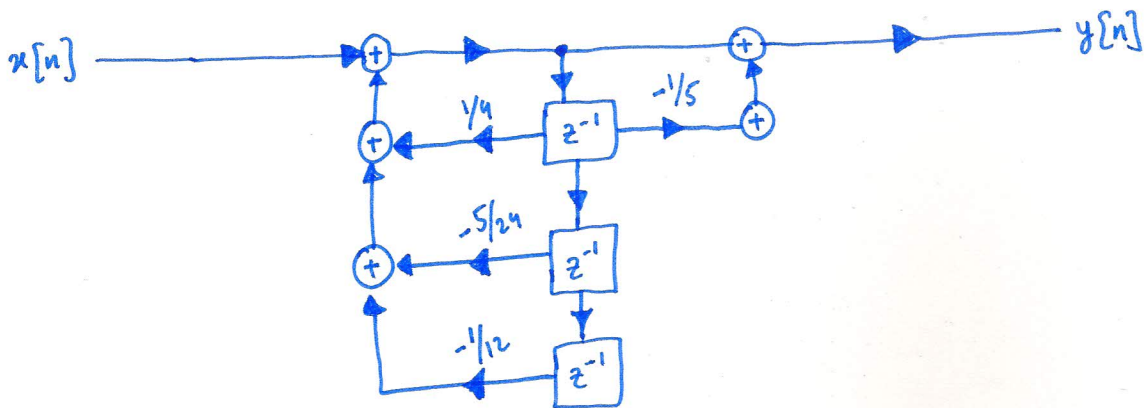 x[n] + + y[n]
1/4 z⁻¹ -1/5 +
+
+ -5/24 z⁻¹
-1/12 z⁻¹